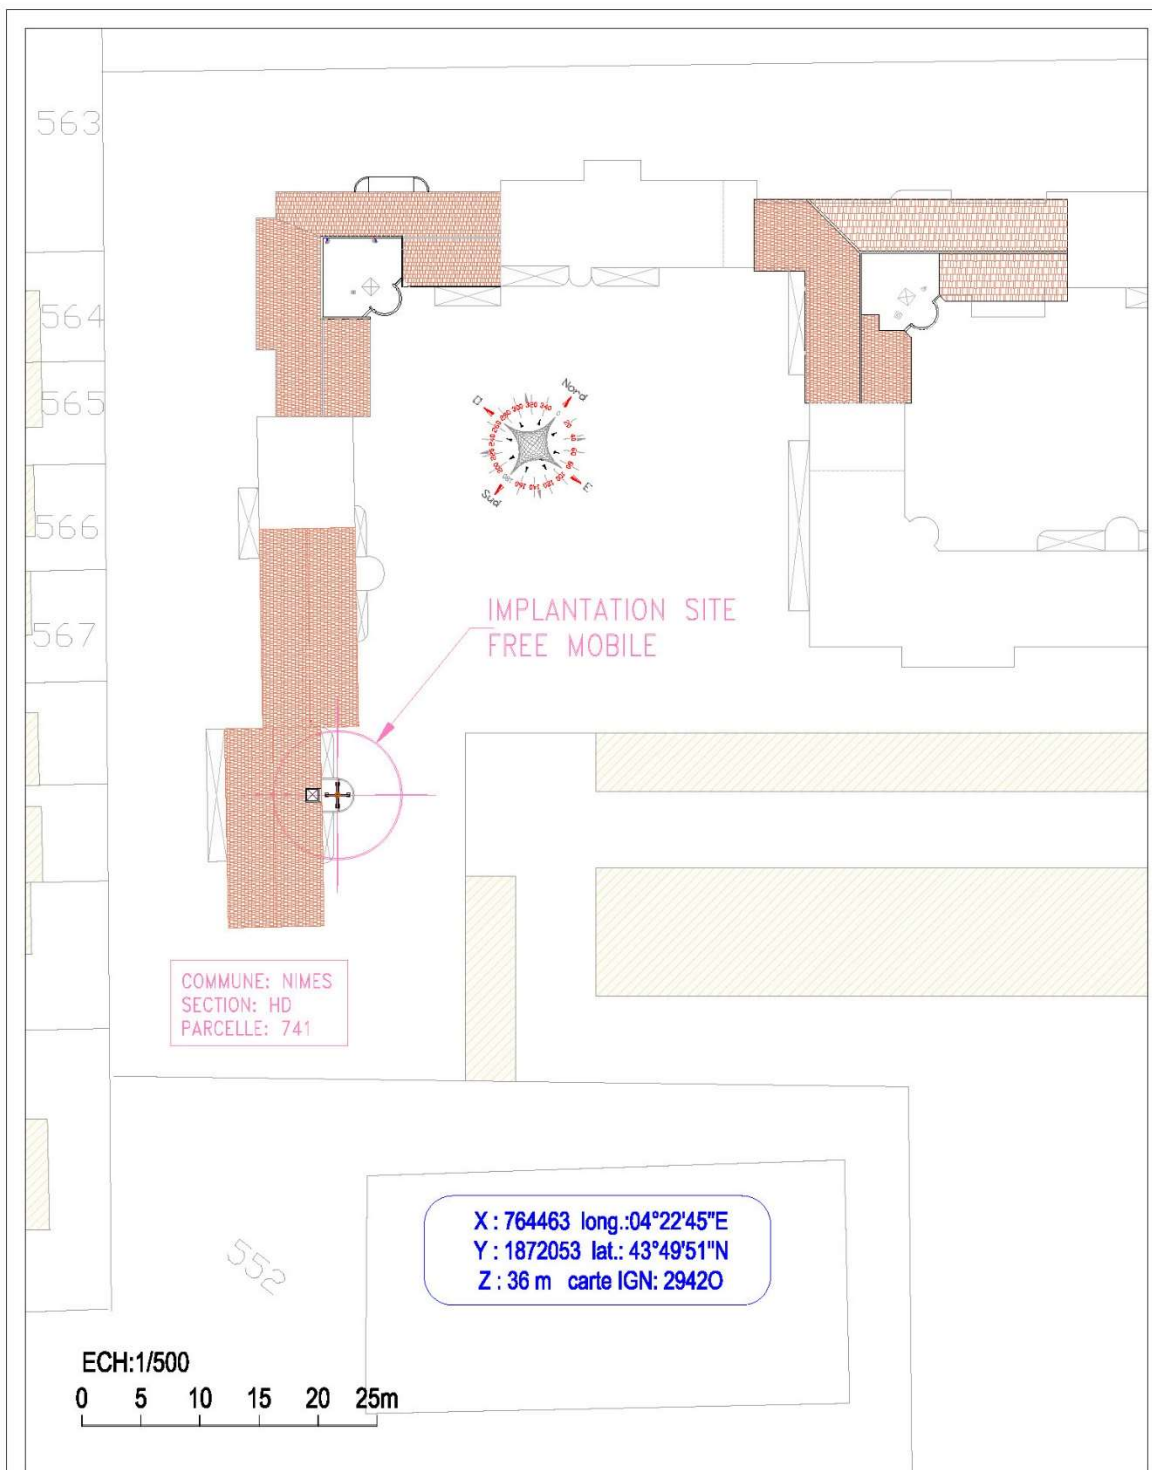 563
564
565
566
567
Nord
O
E
Sud
IMPLANTATION SITE
FREE MOBILE
COMMUNE: NIMES
SECTION: HD
PARCELLE: 741
552
X : 764463 long.:04°22'45"E
Y : 1872053 lat.: 43°49'51"N
Z : 36 m carte IGN: 2942O
ECH:1/500
0 5 10 15 20 25m